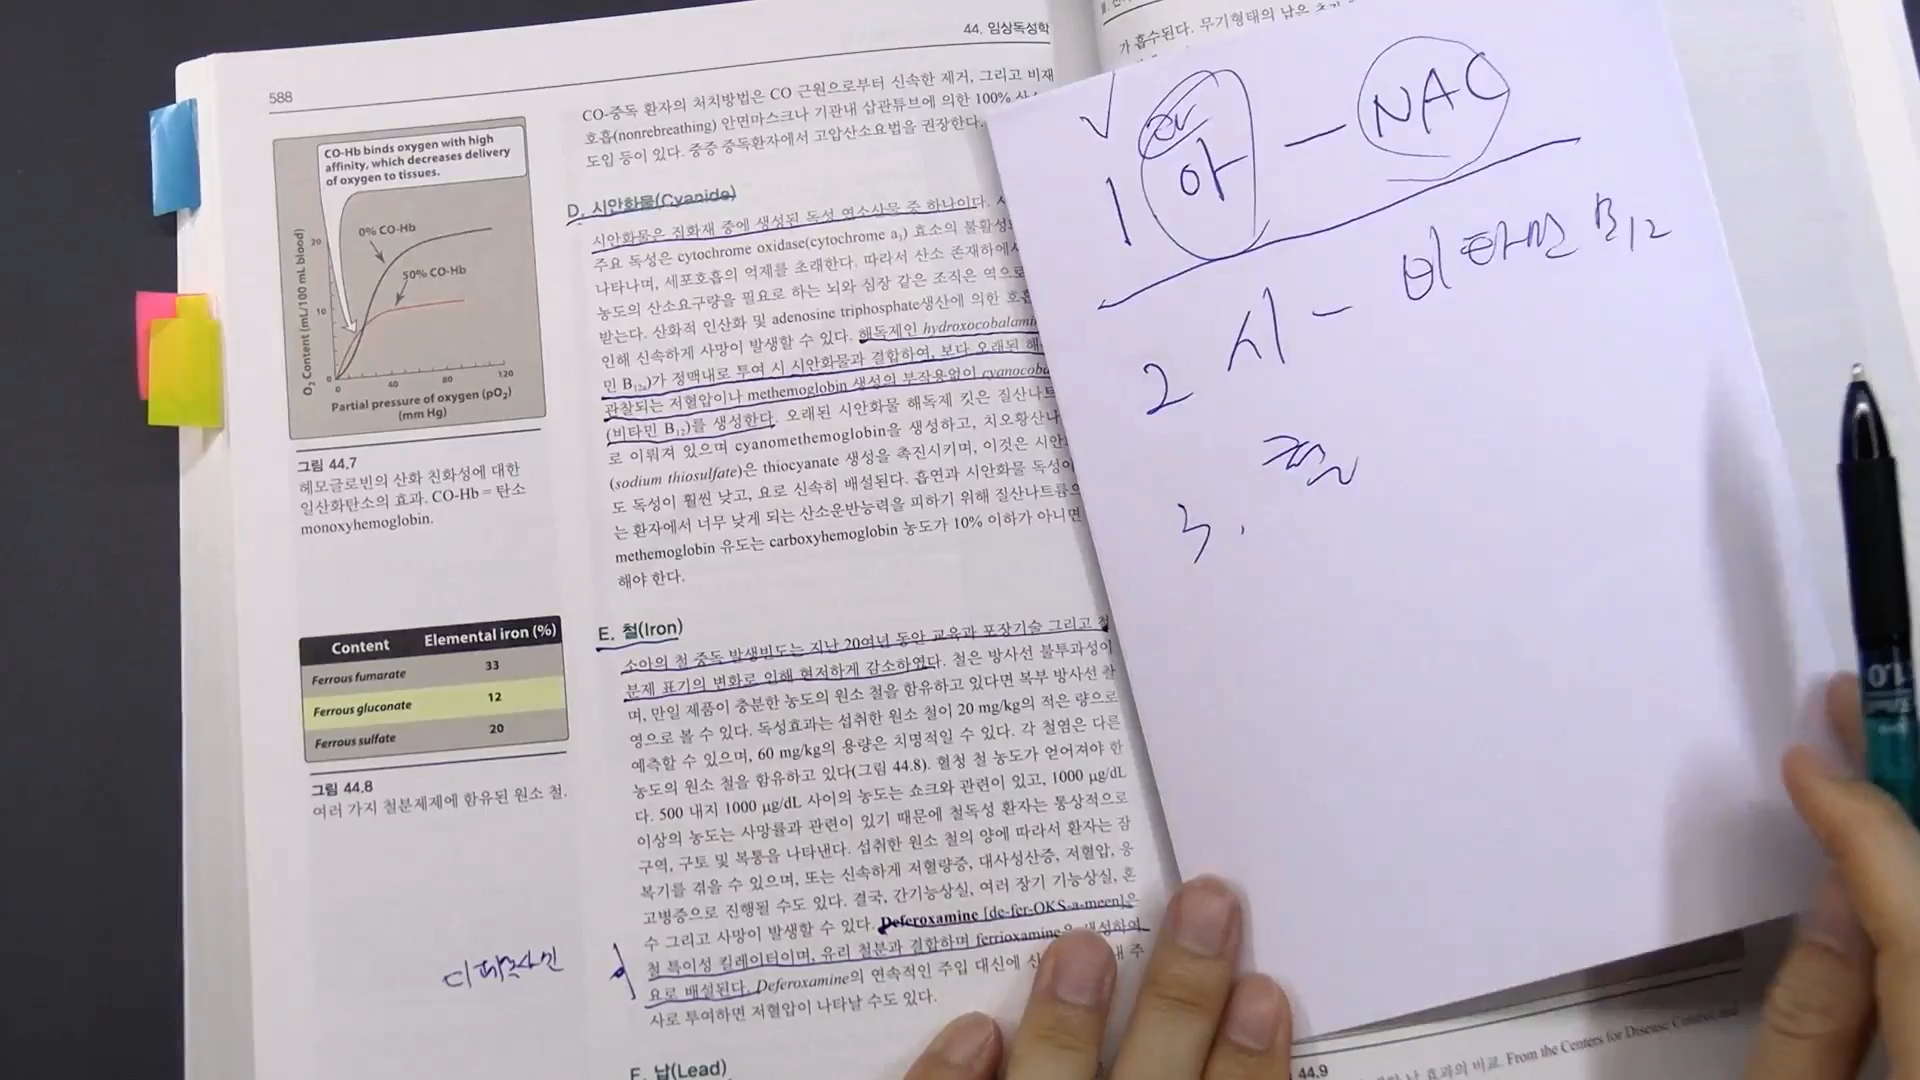 44. 임상독성학
588
CO-Hb binds oxygen with high
affinity, which decreases delivery
of oxygen to tissues.
0% CO-Hb
50% CO-Hb
O₂ Content (mL/100 mL blood)
20
10
0
0
40
80
120
Partial pressure of oxygen (pO₂)
(mm Hg)
그림 44.7
헤모글로빈의 산화 친화성에 대한
일산화탄소의 효과. CO-Hb = 탄소
monoxyhemoglobin.
Content Elemental iron (%)
Ferrous fumarate 33
Ferrous gluconate 12
Ferrous sulfate 20
그림 44.8
여러 가지 철분제제에 함유된 원소 철.
CO-중독 환자의 처치방법은 CO 근원으로부터 신속한 제거, 그리고 비재
호흡(nonrebreathing) 안면마스크나 기관내 삽관튜브에 의한 100%
도입 등이 있다. 중증 중독환자에서 고압산소요법을 권장한다.
D. 시안화물(Cyanide)
시안화물은 집화재 중에 생성된 독성 연소산물 중 하나이다.
주요 독성은 cytochrome oxidase(cytochrome a₃) 효소의 불활성
나타나며, 세포호흡의 억제를 초래한다. 따라서 산소 존재하에서
농도의 산소요구량을 필요로 하는 뇌와 심장 같은 조직은 역으로
받는다. 산화적 인산화 및 adenosine triphosphate생산에 의한 호흡
인해 신속하게 사망이 발생할 수 있다. 해독제인 hydroxocobalami
민 B₁₂ₐ)가 정맥내로 투여 시 시안화물과 결합하여, 보다 오래된 해
관찰되는 저혈압이나 methemoglobin 생성의 부작용없이 cyanocoba
(비타민 B₁₂)를 생성한다. 오래된 시안화물 해독제 킷은 질산나트
로 이뤄져 있으며 cyanomethemoglobin을 생성하고, 치오황산나
(sodium thiosulfate)은 thiocyanate 생성을 촉진시키며, 이것은 시안
도 독성이 훨씬 낮고, 요로 신속히 배설된다. 흡연과 시안화물 독성이
는 환자에서 너무 낮게 되는 산소운반능력을 피하기 위해 질산나트륨으
methemoglobin 유도는 carboxyhemoglobin 농도가 10% 이하가 아니면
해야 한다.
E. 철(Iron)
소아의 철 중독 발생빈도는 지난 20여년 동안 교육과 포장기술 그리고 철
분제 표기의 변화로 인해 현저하게 감소하였다. 철은 방사선 불투과성이
며, 만일 제품이 충분한 농도의 원소 철을 함유하고 있다면 복부 방사선 촬
영으로 볼 수 있다. 독성효과는 섭취한 원소 철이 20 mg/kg의 적은 량으로
예측할 수 있으며, 60 mg/kg의 용량은 치명적일 수 있다. 각 철염은 다른
농도의 원소 철을 함유하고 있다(그림 44.8). 혈청 철 농도가 얻어져야 한
다. 500 내지 1000 µg/dL 사이의 농도는 쇼크와 관련이 있고, 1000 µg/dL
이상의 농도는 사망률과 관련이 있기 때문에 철독성 환자는 통상적으로
구역, 구토 및 복통을 나타낸다. 섭취한 원소 철의 양에 따라서 환자는 잠
복기를 겪을 수 있으며, 또는 신속하게 저혈량증, 대사성산증, 저혈압, 응
고병증으로 진행될 수도 있다. 결국, 간기능상실, 여러 장기 기능상실, 혼
수 그리고 사망이 발생할 수 있다. Deferoxamine [de-fer-OKS-a-meen]은
철 특이성 킬레이터이며, 유리 철분과 결합하며 ferrioxamine을 생성하여
요로 배설된다. Deferoxamine의 연속적인 주입 대신에 내 주
사로 투여하면 저혈압이 나타날 수도 있다.
F. 납(Lead)
가 흡수된다. 무기형태의 납은
1 아 - NAC
2 시 - 비타민 B12
3. 철
44.9
비교. From the Centers for Disease Control and